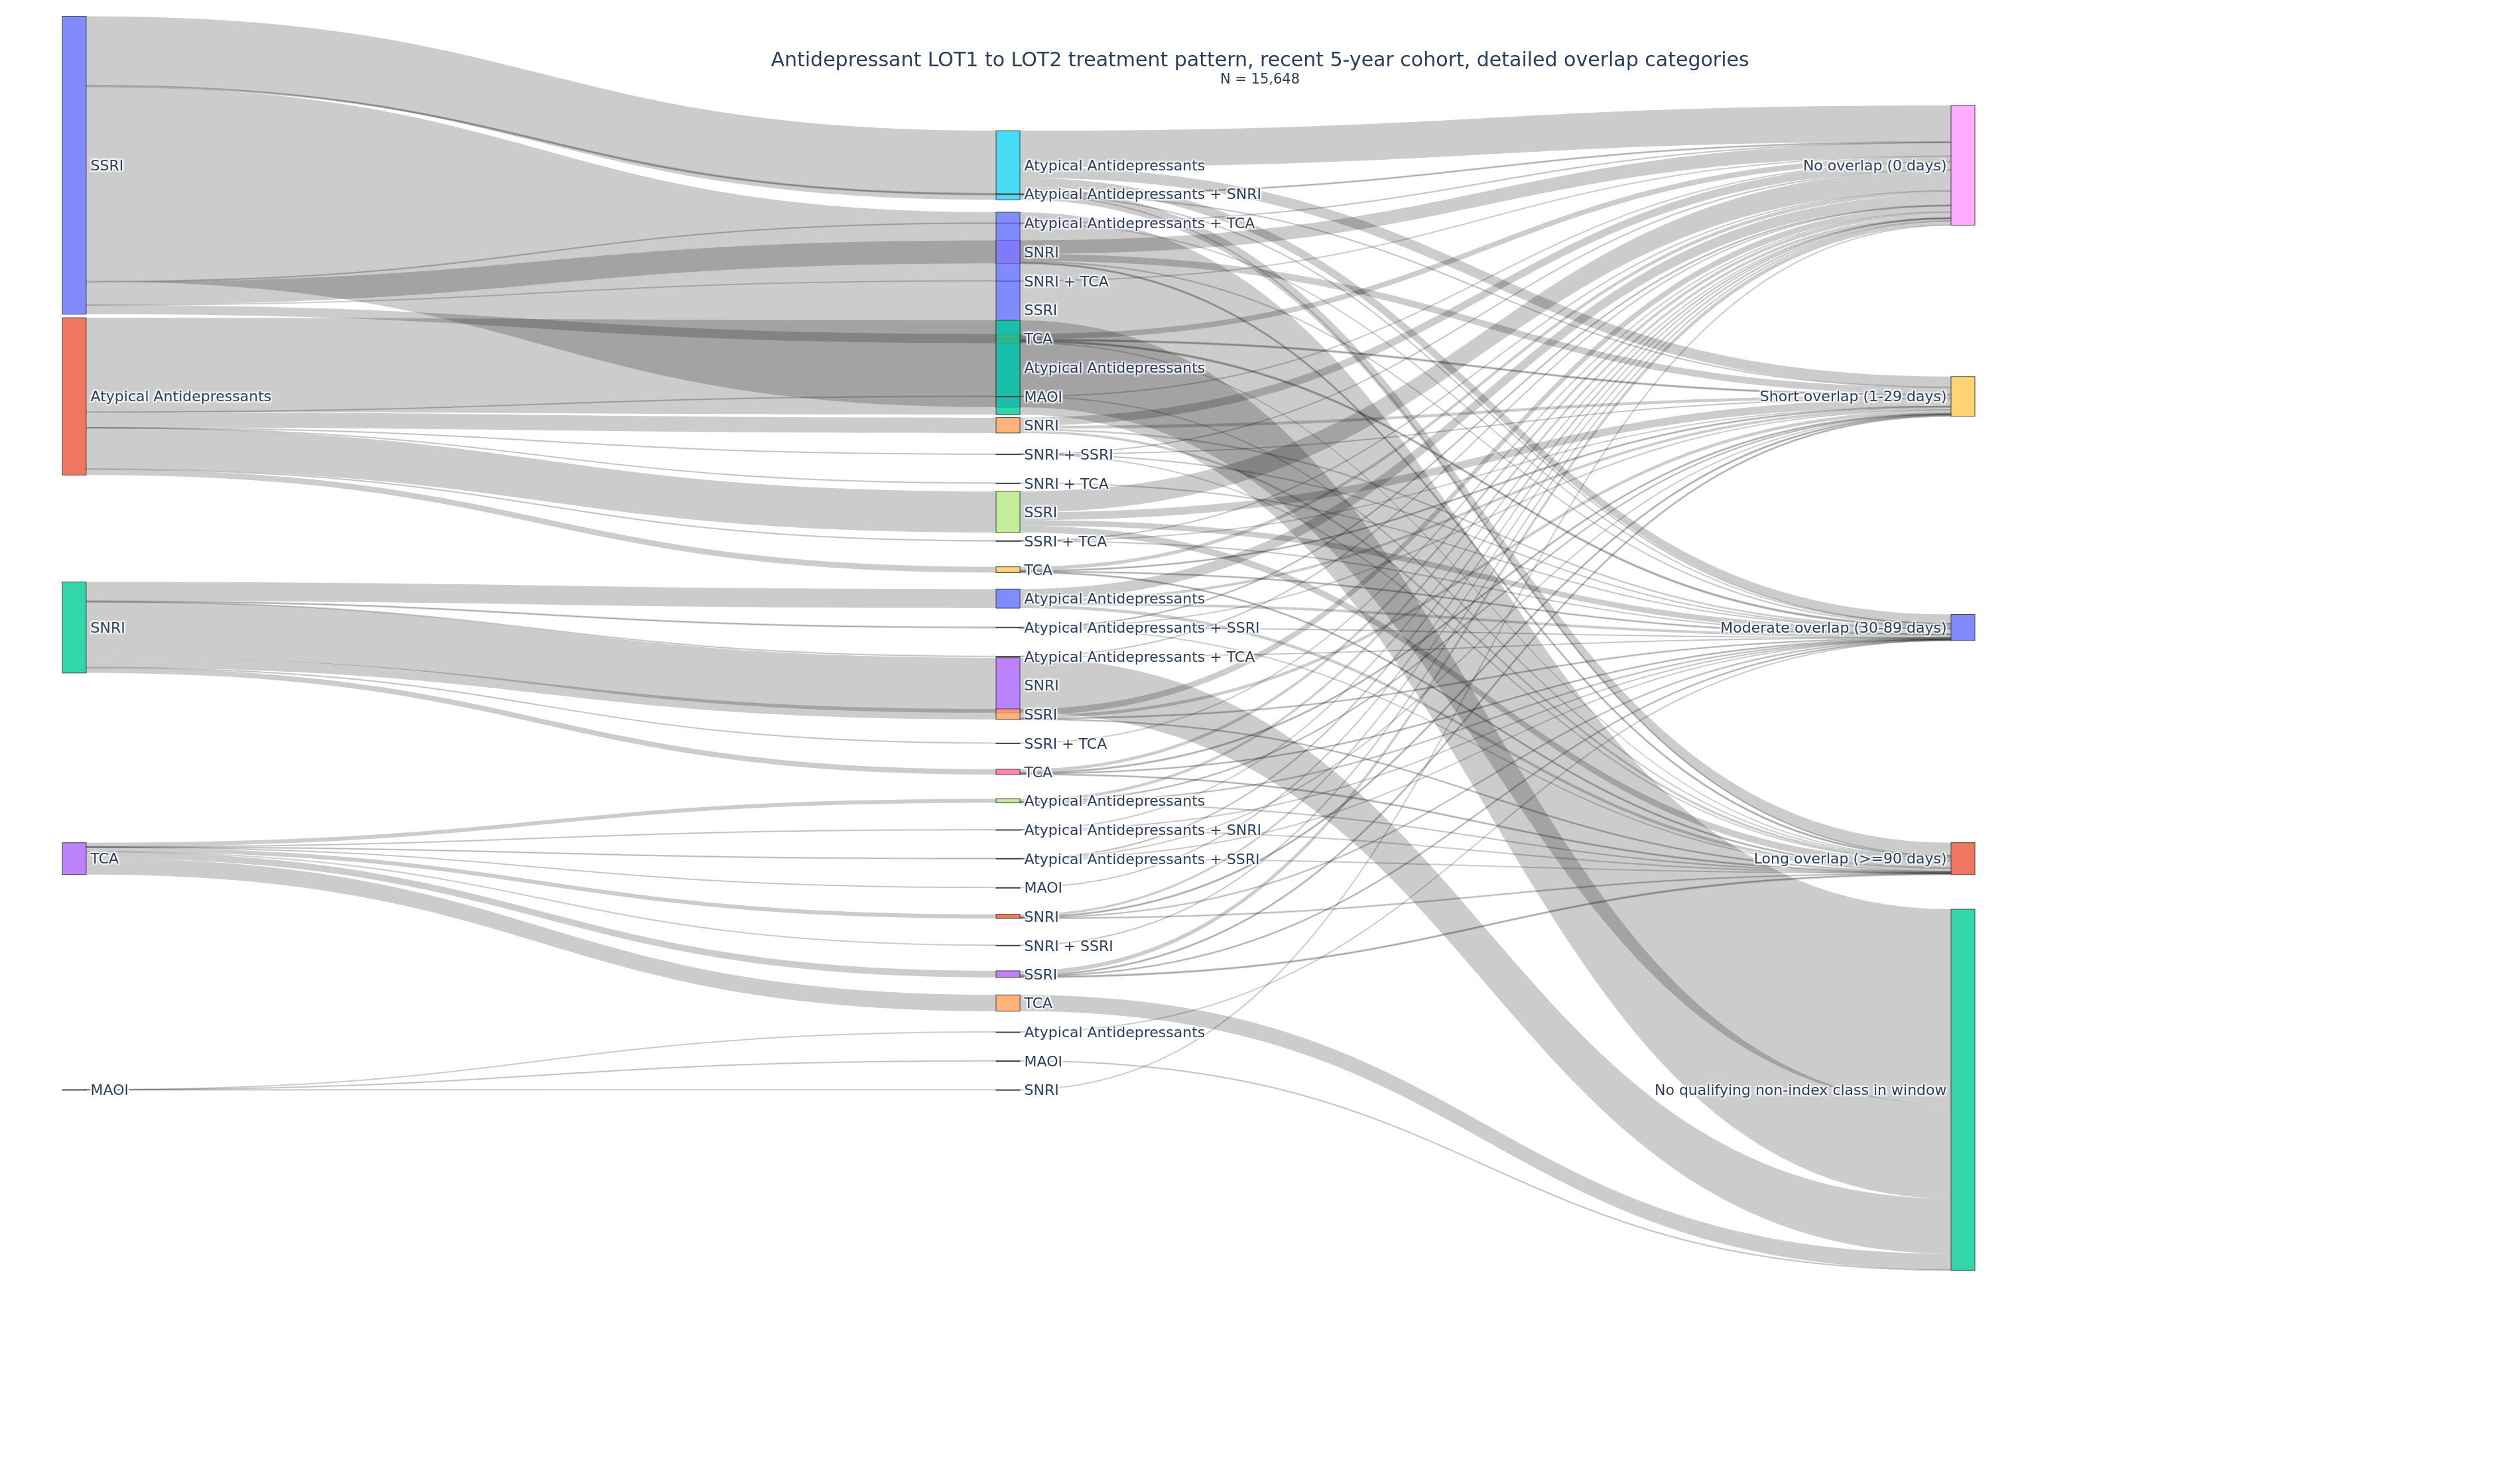 Antidepressant LOT1 to LOT2 treatment pattern, recent 5-year cohort, detailed overlap categories
N = 15,648
SSRI
Atypical Antidepressants
SNRI
TCA
MAOI
Atypical Antidepressants
Atypical Antidepressants + SNRI
Atypical Antidepressants + TCA
SNRI
SNRI + TCA
SSRI
TCA
Atypical Antidepressants
MAOI
SNRI
SNRI + SSRI
SNRI + TCA
SSRI
SSRI + TCA
TCA
Atypical Antidepressants
Atypical Antidepressants + SSRI
Atypical Antidepressants + TCA
SNRI
SSRI
SSRI + TCA
TCA
Atypical Antidepressants
Atypical Antidepressants + SNRI
Atypical Antidepressants + SSRI
MAOI
SNRI
SNRI + SSRI
SSRI
TCA
Atypical Antidepressants
MAOI
SNRI
No overlap (0 days)
Short overlap (1-29 days)
Moderate overlap (30-89 days)
Long overlap (>=90 days)
No qualifying non-index class in window